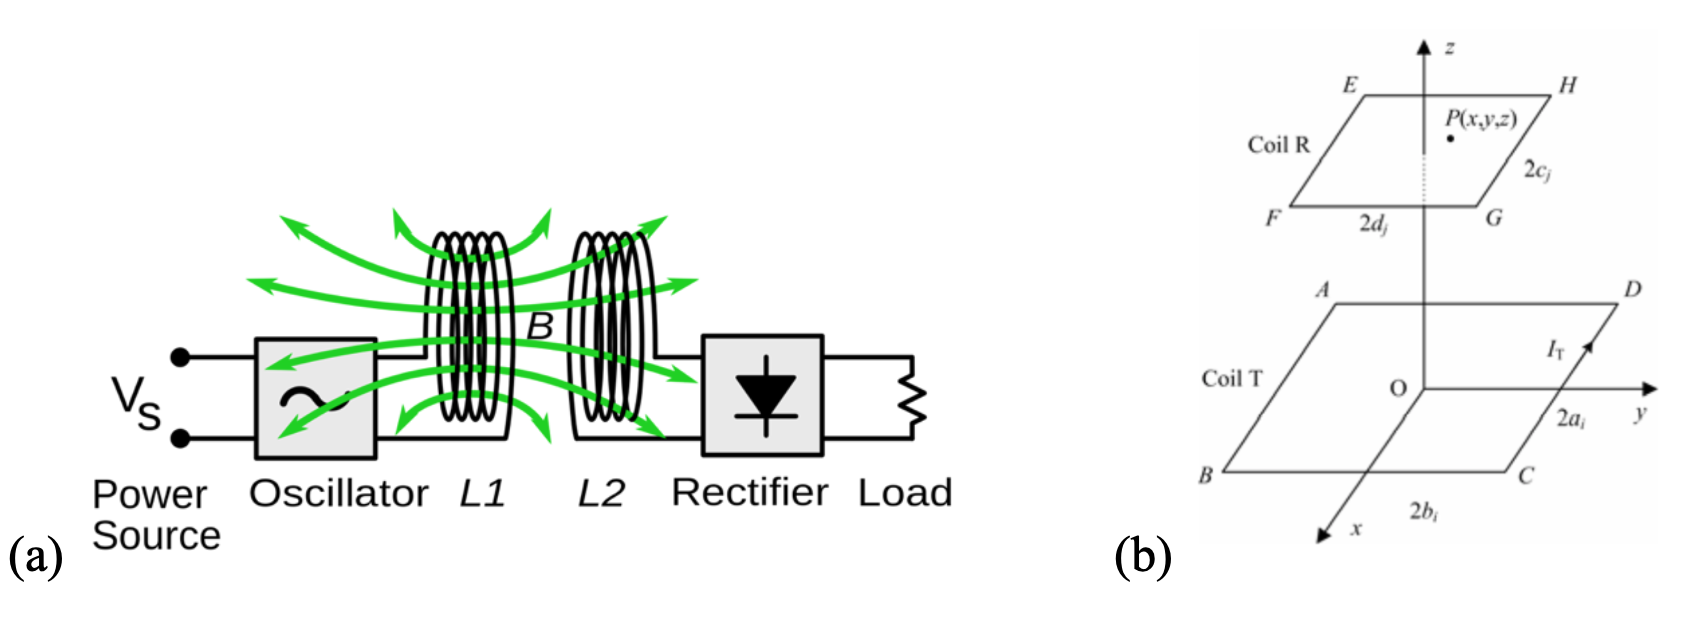 B
V_S
Power
Source
Oscillator
L1
L2
Rectifier
Load
(a)
z
E
H
P(x,y,z)
Coil R
2c_j
F
2d_j
G
A
D
I_T
Coil T
O
2a_i
y
B
C
2b_i
x
(b)